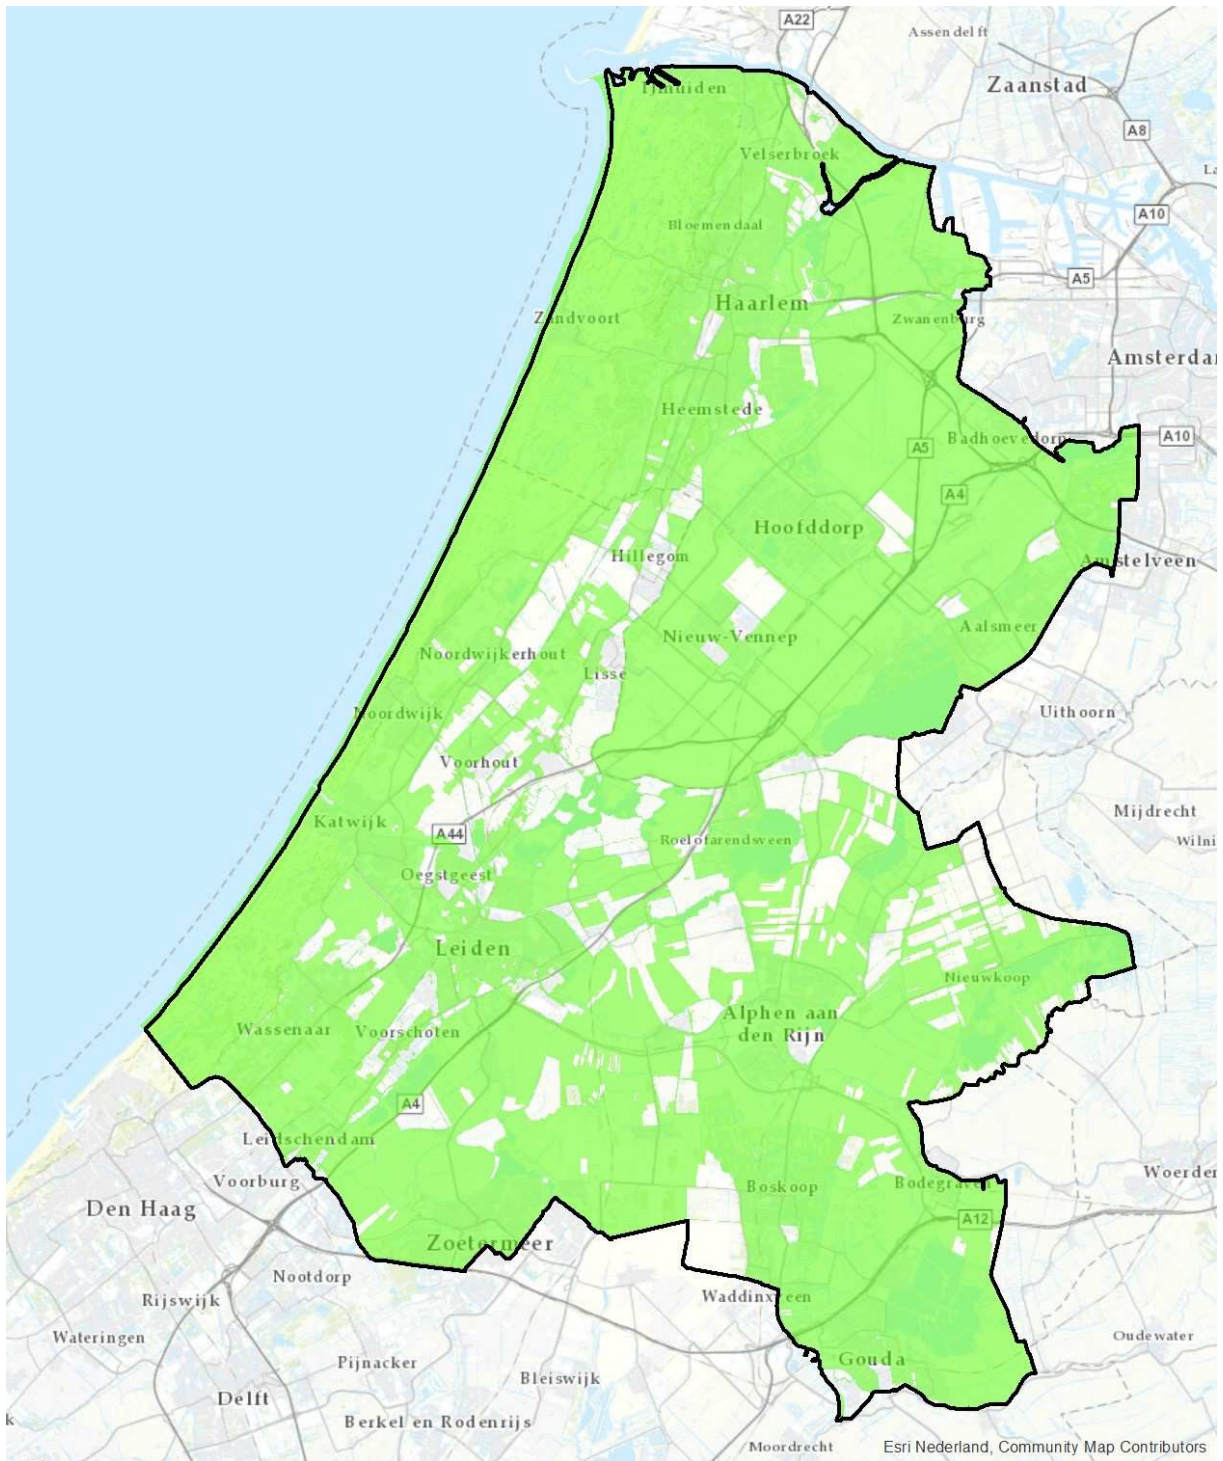 A22
Assendelft
Zaanstad
IJmuiden
A8
Velserbroek
La
A10
Bloemendaal
A5
Haarlem
Zandvoort
Zwanenburg
Amsterdam
Heemstede
Badhoevedorp
A10
A5
A4
Hoofddorp
Hillegom
Amstelveen
Aalsmeer
Nieuw-Vennep
Noordwijkerhout
Lisse
Noordwijk
Uithoorn
Voorhout
Mijdrecht
Katwijk
A44
Roelofarendsveen
Wilni
Oegstgeest
Leiden
Nieuwkoop
Alphen aan
den Rijn
Wassenaar
Voorschoten
A4
Leidschendam
Voorburg
Woerden
Den Haag
Boskoop
Bodegraven
A12
Zoetermeer
Nootdorp
Rijswijk
Waddinxveen
Wateringen
Oudewater
Pijnacker
Gouda
Bleiswijk
Delft
k
Berkel en Rodenrijs
Moordrecht
Esri Nederland, Community Map Contributors